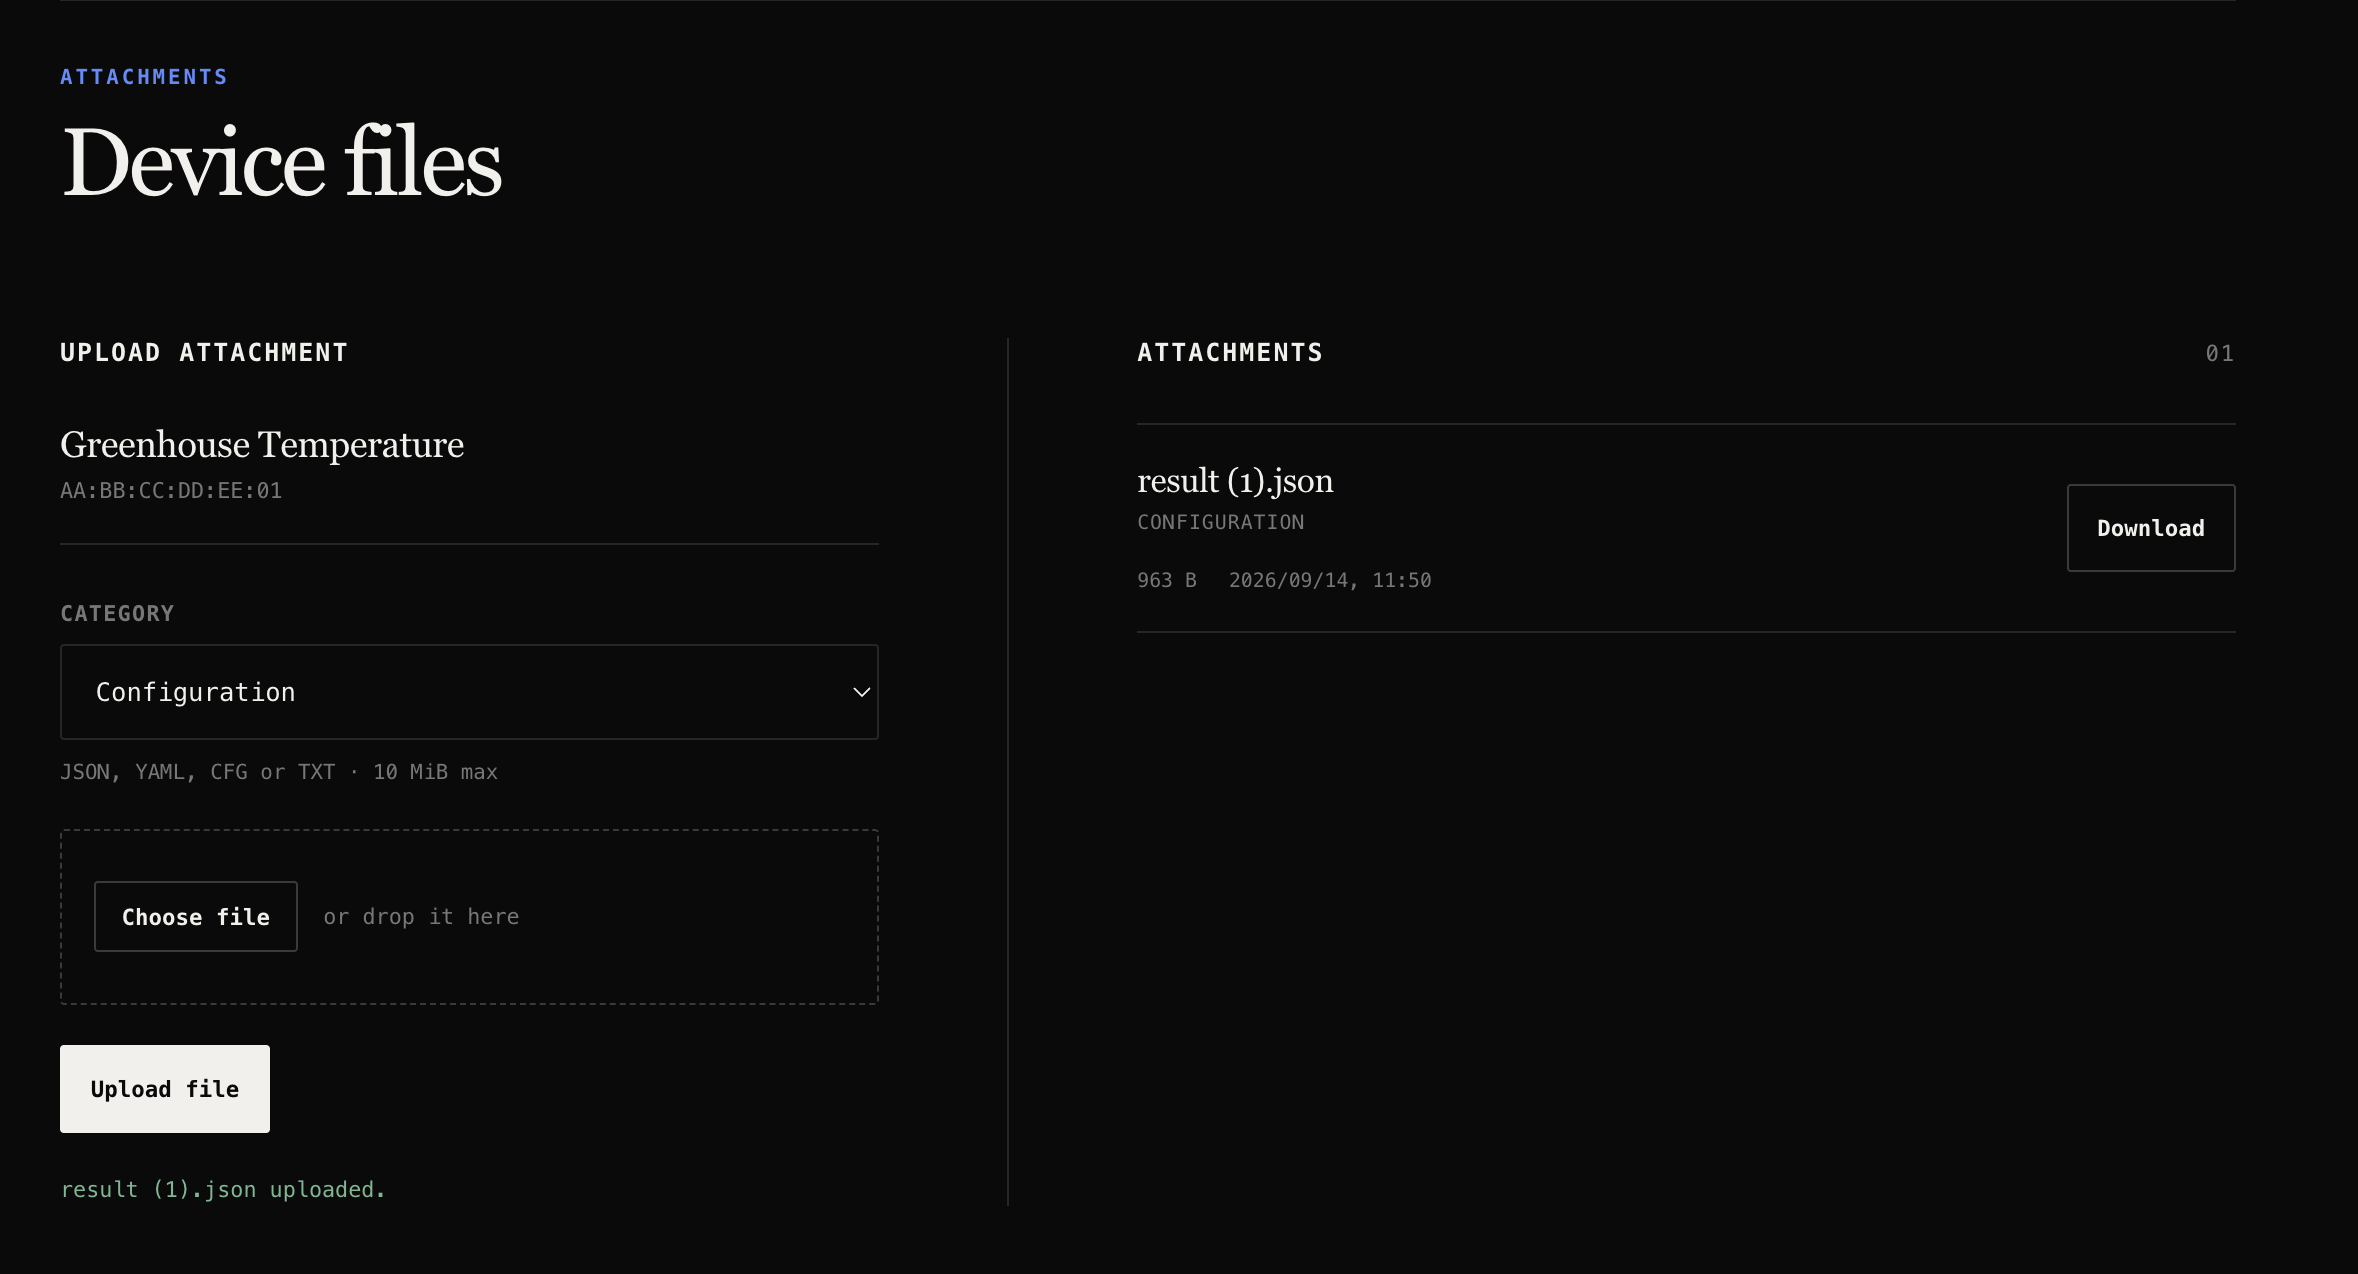 ATTACHMENTS
Device files
UPLOAD ATTACHMENT
Greenhouse Temperature
AA:BB:CC:DD:EE:01
CATEGORY
Configuration
JSON, YAML, CFG or TXT · 10 MiB max
Choose file or drop it here
Upload file
result (1).json uploaded.
ATTACHMENTS 01
result (1).json
CONFIGURATION
963 B 2026/09/14, 11:50
Download